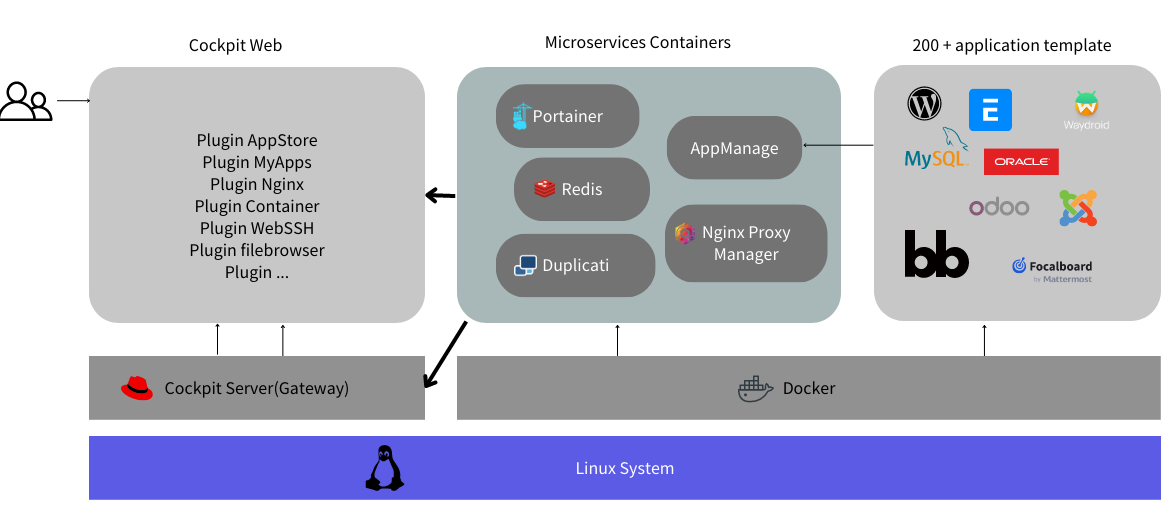 Cockpit Web
Plugin AppStore
Plugin MyApps
Plugin Nginx
Plugin Container
Plugin WebSSH
Plugin filebrowser
Plugin ...
Microservices Containers
Portainer
Redis
Duplicati
AppManage
Nginx Proxy
Manager
200 + application template
W
E
Waydroid
MySQL
ORACLE
odoo
bb
Focalboard
by Mattermost
Cockpit Server(Gateway)
Docker
Linux System